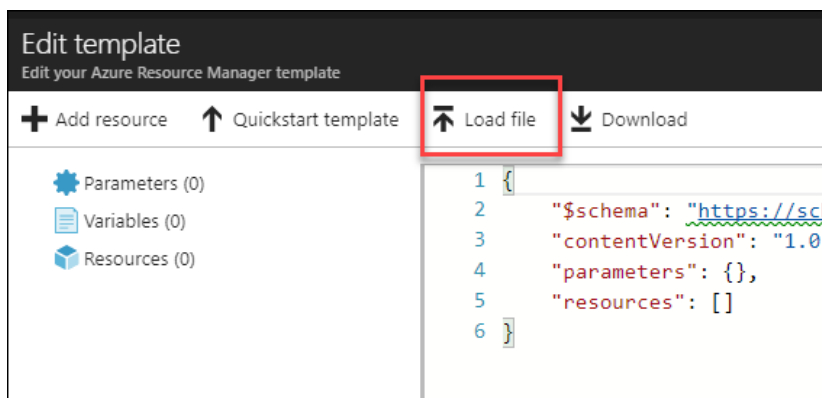 Edit template
Edit your Azure Resource Manager template
Add resource Quickstart template Load file Download
Parameters (0)
Variables (0)
Resources (0)
1 {
2 "$schema": "https://sc
3 "contentVersion": "1.0
4 "parameters": {},
5 "resources": []
6 }